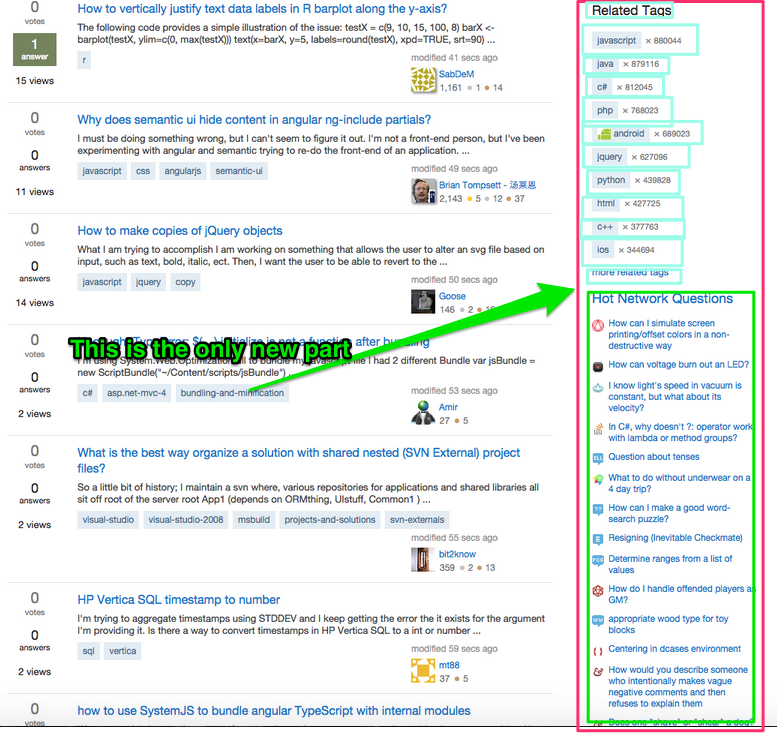 0
votes
1
answer
15 views
How to vertically justify text data labels in R barplot along the y-axis?
The following code provides a simple illustration of the issue: testX = c(9, 10, 15, 100, 8) barX <-
barplot(testX, ylim=c(0, max(testX))) text(x=barX, y=5, labels=round(testX), xpd=TRUE, srt=90) ...
r
modified 41 secs ago
SabDeM
1,161 1 14
0
votes
0
answers
11 views
Why does semantic ui hide content in angular ng-include partials?
I must be doing something wrong, but I can't seem to figure it out. I'm not a front-end person, but I've been
experimenting with angular and semantic trying to re-do the front-end of an application. ...
javascript css angularjs semantic-ui
modified 49 secs ago
Brian Tompsett - 汤莱恩
2,143 5 12 37
0
votes
0
answers
14 views
How to make copies of jQuery objects
What I am trying to accomplish I am working on something that allows the user to alter an svg file based on
input, such as text, bold, italic, ect. Then, I want the user to be able to revert to the ...
javascript jquery copy
modified 50 secs ago
Goose
146 2
0
votes
0
answers
2 views
This is the only new part
is not a function after bundling
file I had 2 different Bundle var jsBundle =
new ScriptBundle("~/Content/scripts/jsBundle") ...
c# asp.net-mvc-4 bundling-and-minification
modified 53 secs ago
Amir
27 5
0
votes
0
answers
2 views
What is the best way organize a solution with shared nested (SVN External) project
files?
So a little bit of history; I maintain a svn where, various repositories for applications and shared libraries all
sit off root of the server root App1 (depends on ORMthing, UIstuff, Common1 ) ...
visual-studio visual-studio-2008 msbuild projects-and-solutions svn-externals
modified 55 secs ago
bit2know
359 2 13
0
votes
0
answers
2 views
HP Vertica SQL timestamp to number
I'm trying to aggregate timestamps using STDDEV and I keep getting the error the it exists for the argument
I'm providing it. Is there a way to convert timestamps in HP Vertica SQL to a int or number ...
sql vertica
modified 59 secs ago
mt88
37 5
0
votes
how to use SystemJS to bundle angular TypeScript with internal modules
Related Tags
javascript × 880044
java × 879116
c# × 812045
php × 768023
android × 689023
jquery × 627096
python × 439828
html × 427725
c++ × 377763
ios × 344694
more related tags
Hot Network Questions
How can I simulate screen
printing/offset colors in a non-
destructive way
How can voltage burn out an LED?
I know light's speed in vacuum is
constant, but what about its
velocity?
In C#, why doesn't ?: operator work
with lambda or method groups?
Question about tenses
What to do without underwear on a
4 day trip?
How can I make a good word-
search puzzle?
Resigning (Inevitable Checkmate)
Determine ranges from a list of
values
How do I handle offended players as
GM?
appropriate wood type for toy
blocks
Centering in dcases environment
How would you describe someone
who intentionally makes vague
negative comments and then
refuses to explain them
Does one "shave" or "shear" a dog?